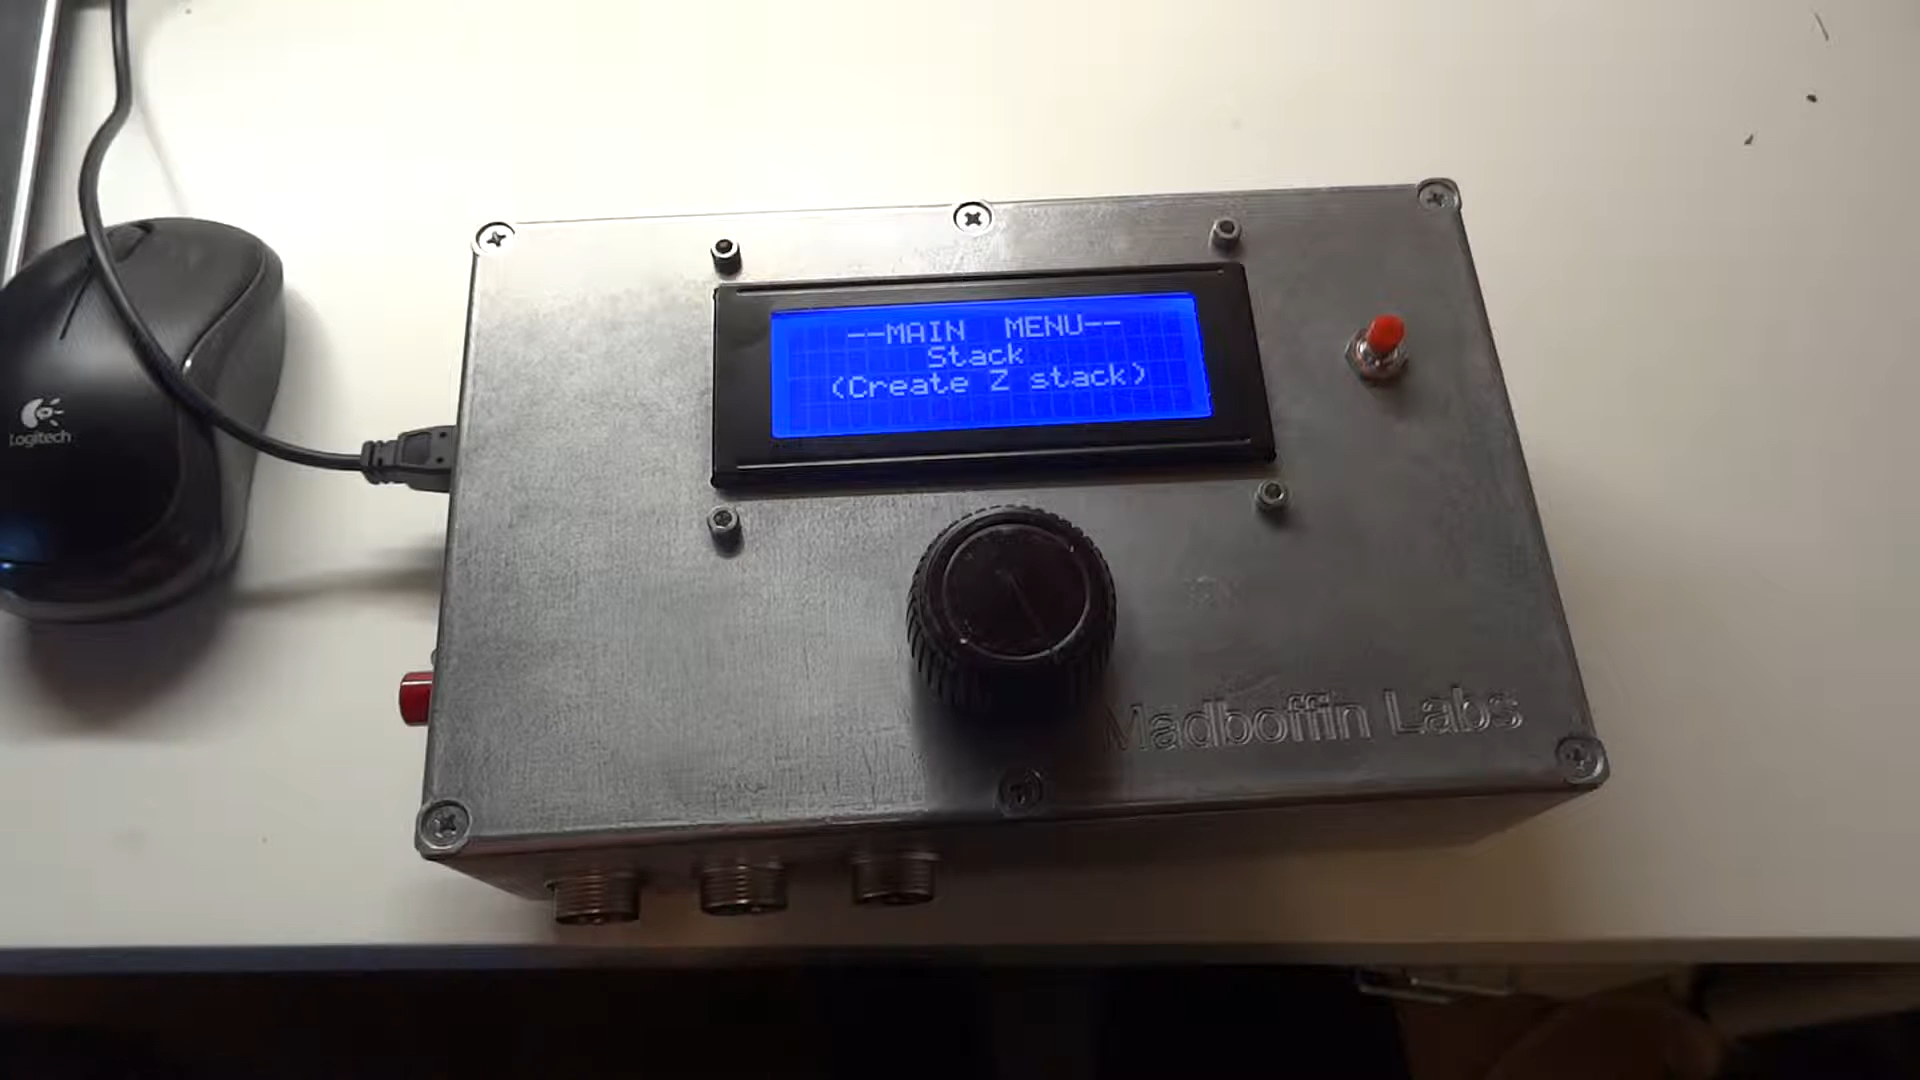 --MAIN  MENU--
Stack
(Create Z stack)
Logitech
Madboffin Labs